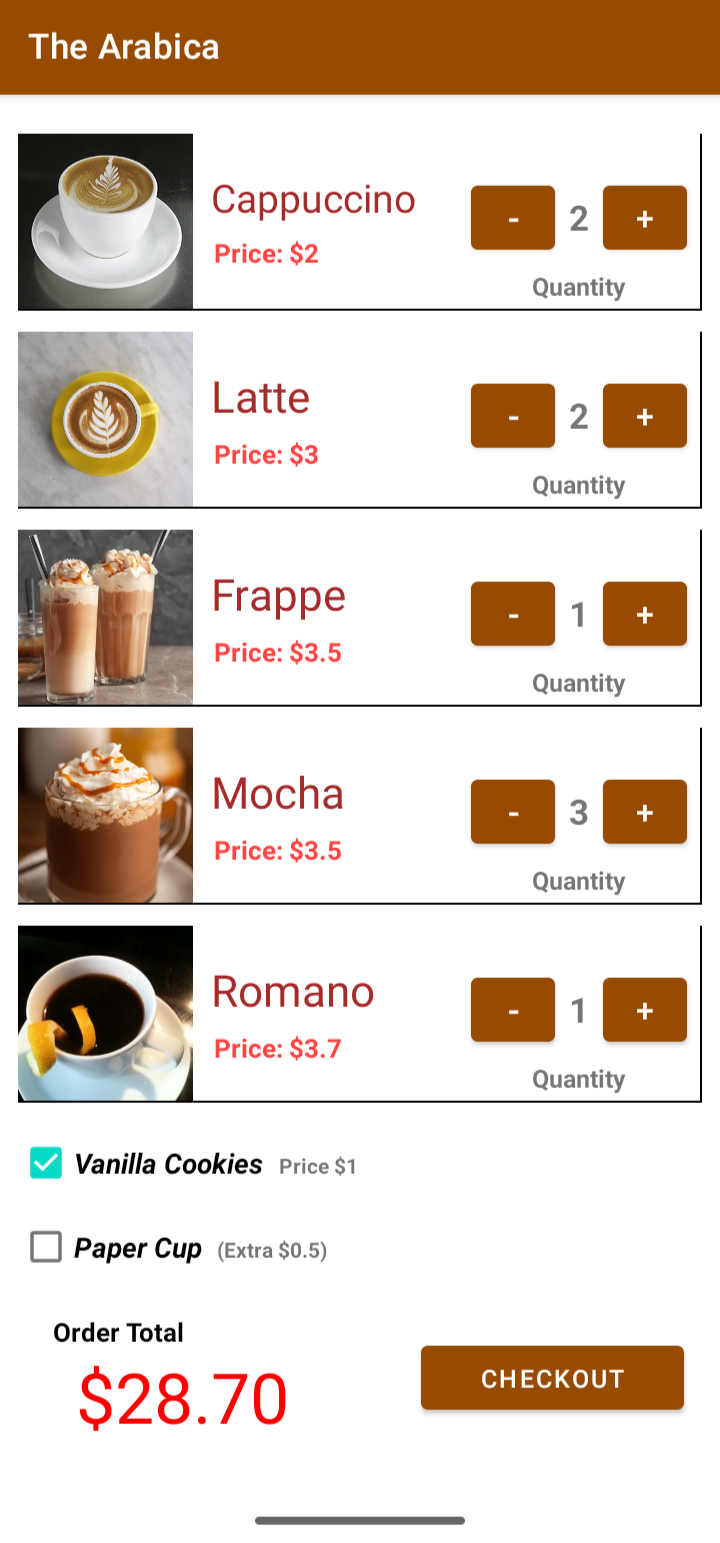 The Arabica
Cappuccino
Price: $2
- 2 +
Quantity
Latte
Price: $3
- 2 +
Quantity
Frappe
Price: $3.5
- 1 +
Quantity
Mocha
Price: $3.5
- 3 +
Quantity
Romano
Price: $3.7
- 1 +
Quantity
Vanilla Cookies Price $1
Paper Cup (Extra $0.5)
Order Total
$28.70
CHECKOUT